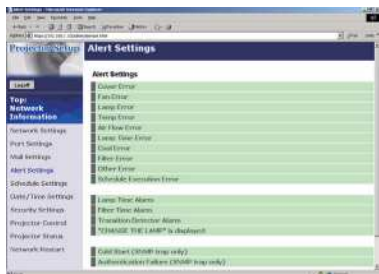 Projector Setup
Alert Settings
Alert Settings
Cover Error
Fan Error
Lamp Error
Temp Error
Air Flow Error
Lamp Time Error
Cool Error
Filter Error
Other Error
Schedule Execution Error
Lamp Time Alarm
Filter Time Alarm
Transition Detector Alarm
"CHANGE THE LAMP" is displayed
Cold Start (SNMP trap only)
Authentication Failure (SNMP trap only)
Logoff
Top:
Network
Information
Network Settings
Port Settings
Mail Settings
Alert Settings
Schedule Settings
Date/Time Settings
Security Settings
Projector Control
Projector Status
Network Restart